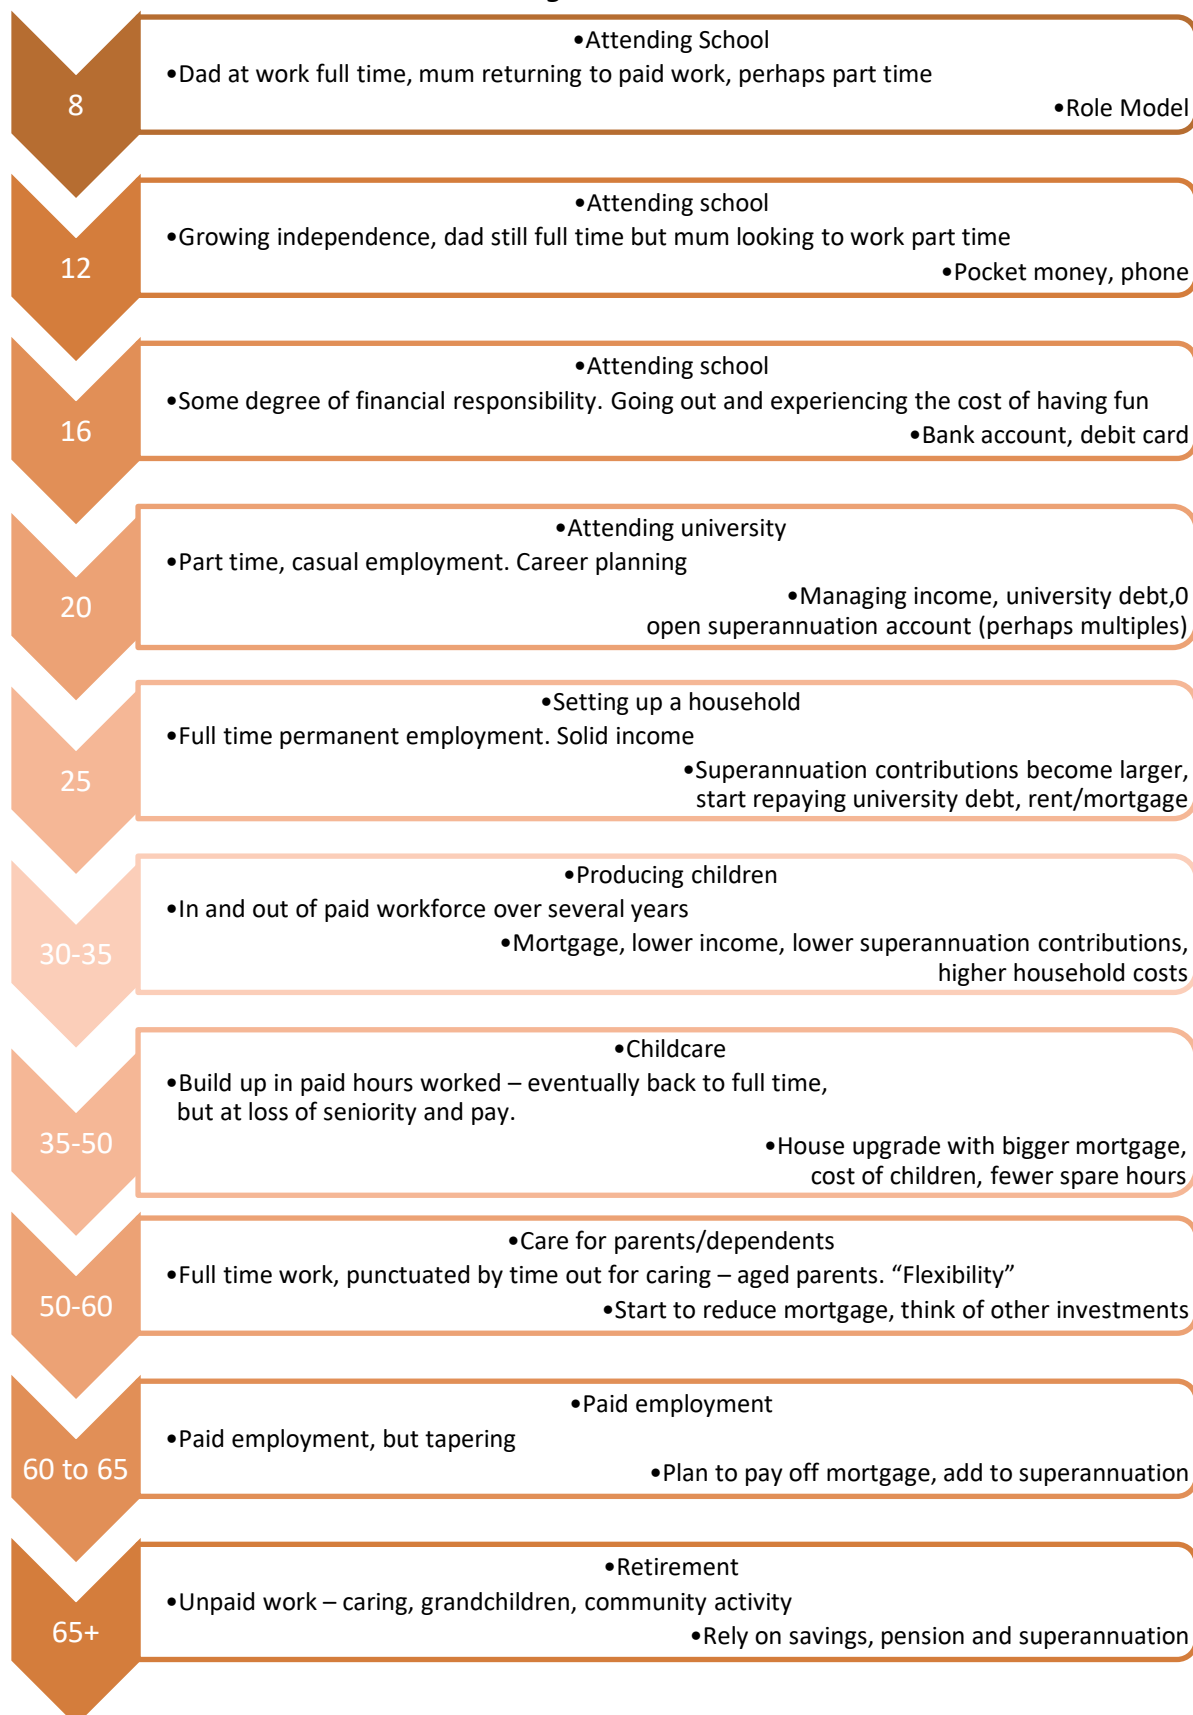 •Attending School
•Dad at work full time, mum returning to paid work, perhaps part time
8
•Role Model
•Attending school
•Growing independence, dad still full time but mum looking to work part time
12
•Pocket money, phone
•Attending school
•Some degree of financial responsibility. Going out and experiencing the cost of having fun
16
•Bank account, debit card
•Attending university
•Part time, casual employment. Career planning
20
•Managing income, university debt,0
open superannuation account (perhaps multiples)
•Setting up a household
•Full time permanent employment. Solid income
25
•Superannuation contributions become larger,
start repaying university debt, rent/mortgage
•Producing children
•In and out of paid workforce over several years
30-35
•Mortgage, lower income, lower superannuation contributions,
higher household costs
•Childcare
•Build up in paid hours worked – eventually back to full time,
but at loss of seniority and pay.
35-50
•House upgrade with bigger mortgage,
cost of children, fewer spare hours
•Care for parents/dependents
•Full time work, punctuated by time out for caring – aged parents. “Flexibility”
50-60
•Start to reduce mortgage, think of other investments
•Paid employment
•Paid employment, but tapering
60 to 65
•Plan to pay off mortgage, add to superannuation
•Retirement
•Unpaid work – caring, grandchildren, community activity
65+
•Rely on savings, pension and superannuation